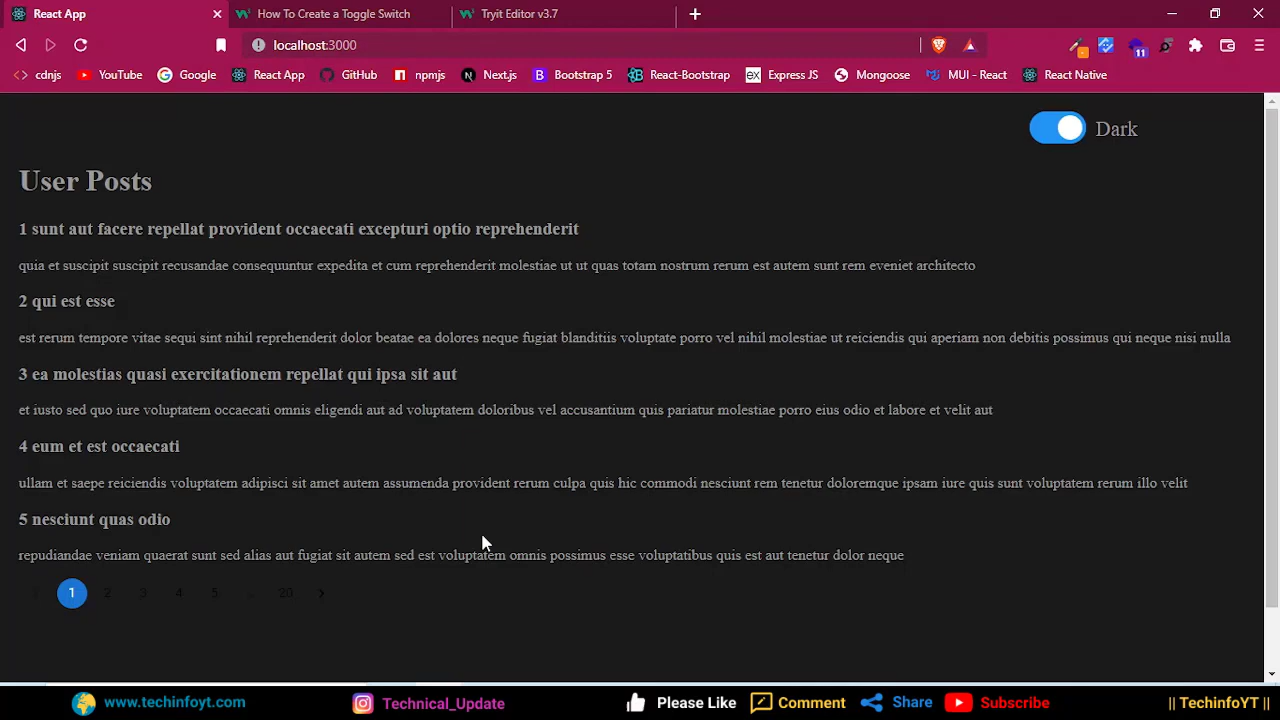 React App
How To Create a Toggle Switch
Tryit Editor v3.7
localhost:3000
11
cdnjs YouTube Google React App GitHub npmjs Next.js Bootstrap 5 React-Bootstrap Express JS Mongoose MUI - React React Native
Dark
User Posts
1 sunt aut facere repellat provident occaecati excepturi optio reprehenderit
quia et suscipit suscipit recusandae consequuntur expedita et cum reprehenderit molestiae ut ut quas totam nostrum rerum est autem sunt rem eveniet architecto
2 qui est esse
est rerum tempore vitae sequi sint nihil reprehenderit dolor beatae ea dolores neque fugiat blanditiis voluptate porro vel nihil molestiae ut reiciendis qui aperiam non debitis possimus qui neque nisi nulla
3 ea molestias quasi exercitationem repellat qui ipsa sit aut
et iusto sed quo iure voluptatem occaecati omnis eligendi aut ad voluptatem doloribus vel accusantium quis pariatur molestiae porro eius odio et labore et velit aut
4 eum et est occaecati
ullam et saepe reiciendis voluptatem adipisci sit amet autem assumenda provident rerum culpa quis hic commodi nesciunt rem tenetur doloremque ipsam iure quis sunt voluptatem rerum illo velit
5 nesciunt quas odio
repudiandae veniam quaerat sunt sed alias aut fugiat sit autem sed est voluptatem omnis possimus esse voluptatibus quis est aut tenetur dolor neque
1 2 3 4 5 ... 20
www.techinfoyt.com Technical_Update Please Like Comment Share Subscribe || TechinfoYT ||